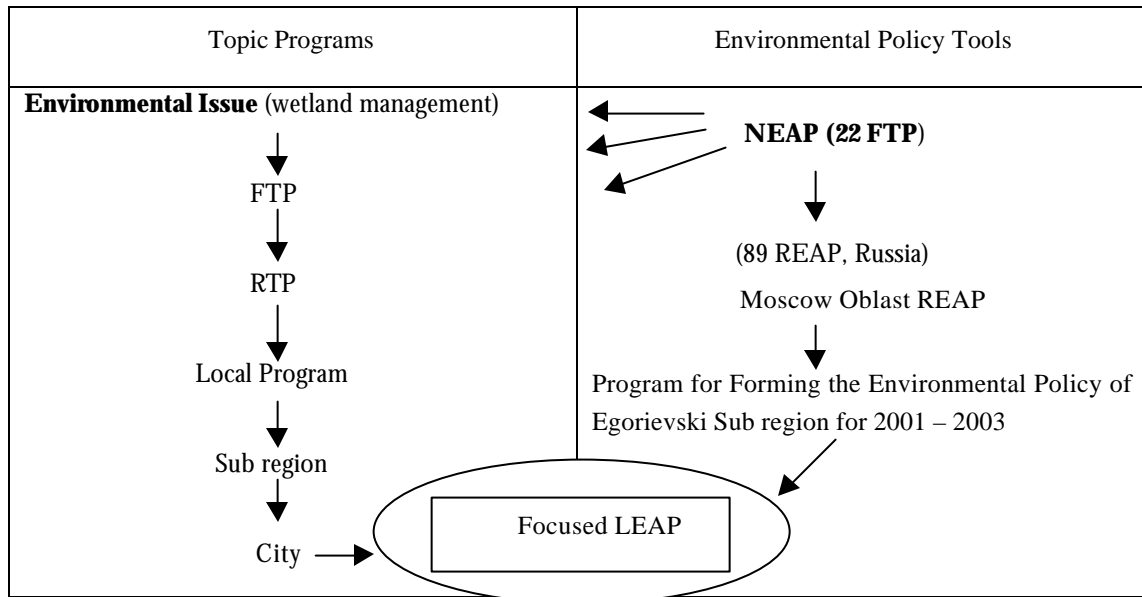 Topic Programs
Environmental Policy Tools
Environmental Issue (wetland management)
FTP
RTP
Local Program
Sub region
City
NEAP (22 FTP)
(89 REAP, Russia)
Moscow Oblast REAP
Program for Forming the Environmental Policy of
Egorievski Sub region for 2001 – 2003
Focused LEAP